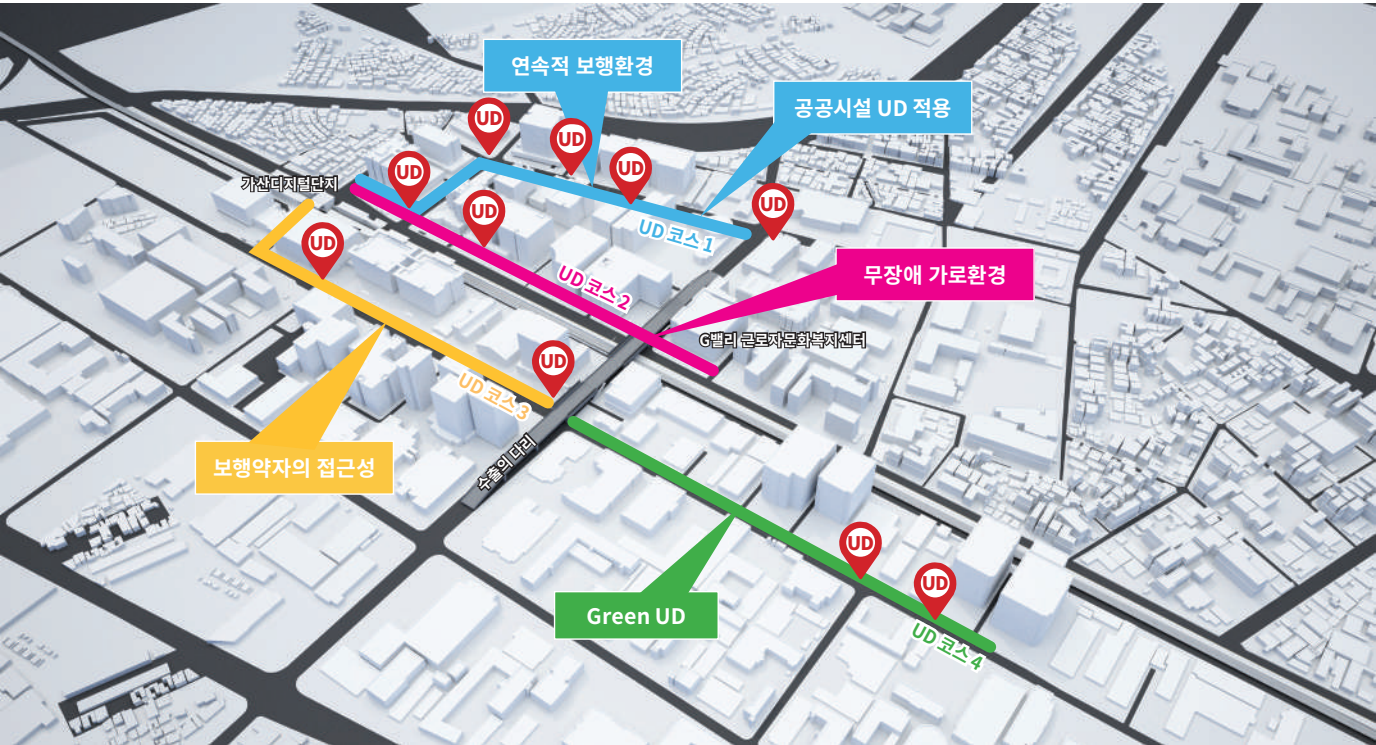 연속적 보행환경
공공시설 UD 적용
UD
UD
UD
UD
가산디지털단지
UD
UD
UD
UD 코스 1
무장애 가로환경
UD 코스 2
G밸리 근로자문화복지센터
UD
UD 코스 3
보행약자의 접근성
수출의 다리
UD
UD
Green UD
UD 코스 4